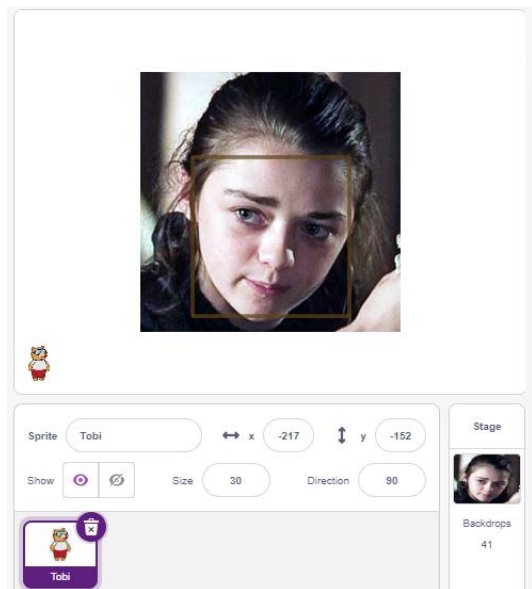 Sprite Tobi x -217 y -152
Show Size 30 Direction 90
Tobi
Stage
Backdrops
41